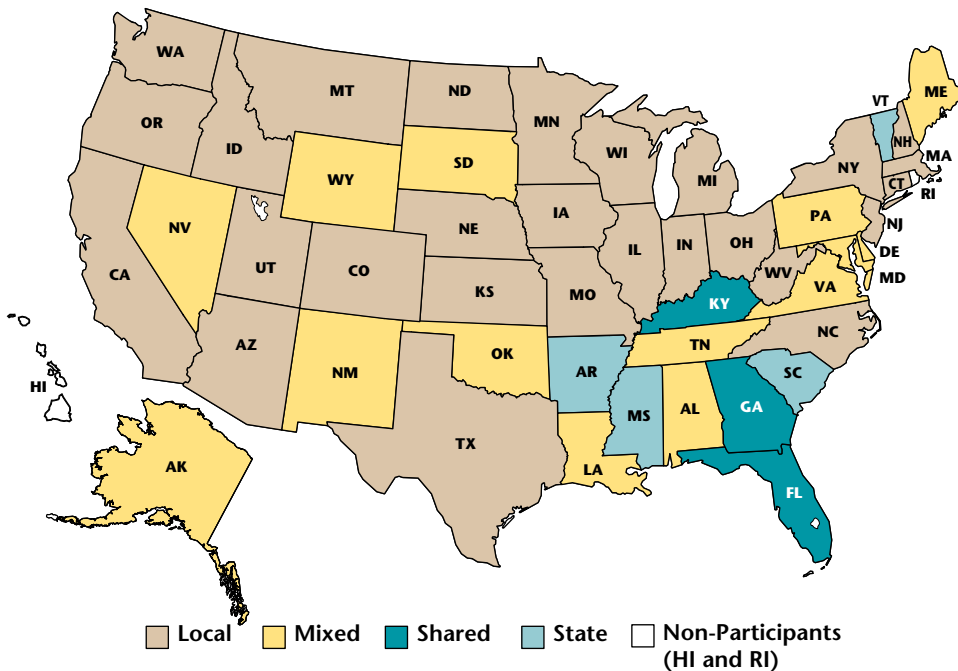 WA
MT
ND
MN
OR
ID
WY
SD
WI
MI
VT
ME
NH
MA
NY
CT
RI
NV
NE
IA
PA
NJ
CA
UT
CO
KS
MO
IL
IN
OH
WV
VA
DE
MD
KY
NC
AZ
NM
OK
AR
TN
SC
HI
TX
MS
AL
GA
LA
FL
AK
Local
Mixed
Shared
State
Non-Participants
(HI and RI)